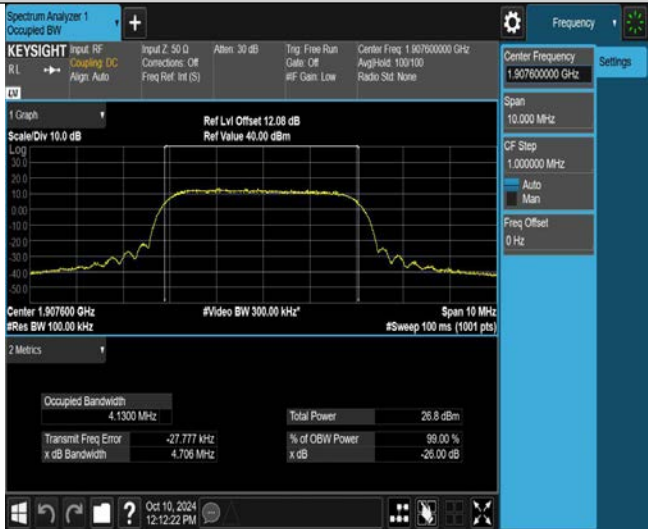 Spectrum Analyzer 1
Occupied BW
+
Frequency
KEYSIGHT Input: RF Input Z: 50 Ω Atten: 30 dB Trig: Free Run Center Freq: 1.907600000 GHz
RL Coupling: DC Corrections: Off Gate: Off Avg|Hold: 100/100
Align: Auto Freq Ref: Int (S) #IF Gain: Low Radio Std: None
LXI
Center Frequency
1.907600000 GHz
Settings
Span
10.000 MHz
CF Step
1.000000 MHz
Auto
Man
Freq Offset
0 Hz
1 Graph
Ref Lvl Offset 12.08 dB
Scale/Div 10.0 dB Ref Value 40.00 dBm
Log
30.0
20.0
10.0
0.00
-10.0
-20.0
-30.0
-40.0
-50.0
Center 1.907600 GHz #Video BW 300.00 kHz* Span 10 MHz
#Res BW 100.00 kHz #Sweep 100 ms (1001 pts)
2 Metrics
Occupied Bandwidth
4.1300 MHz Total Power 26.8 dBm
Transmit Freq Error -27.777 kHz % of OBW Power 99.00 %
x dB Bandwidth 4.706 MHz x dB -26.00 dB
? Oct 10, 2024
12:12:22 PM